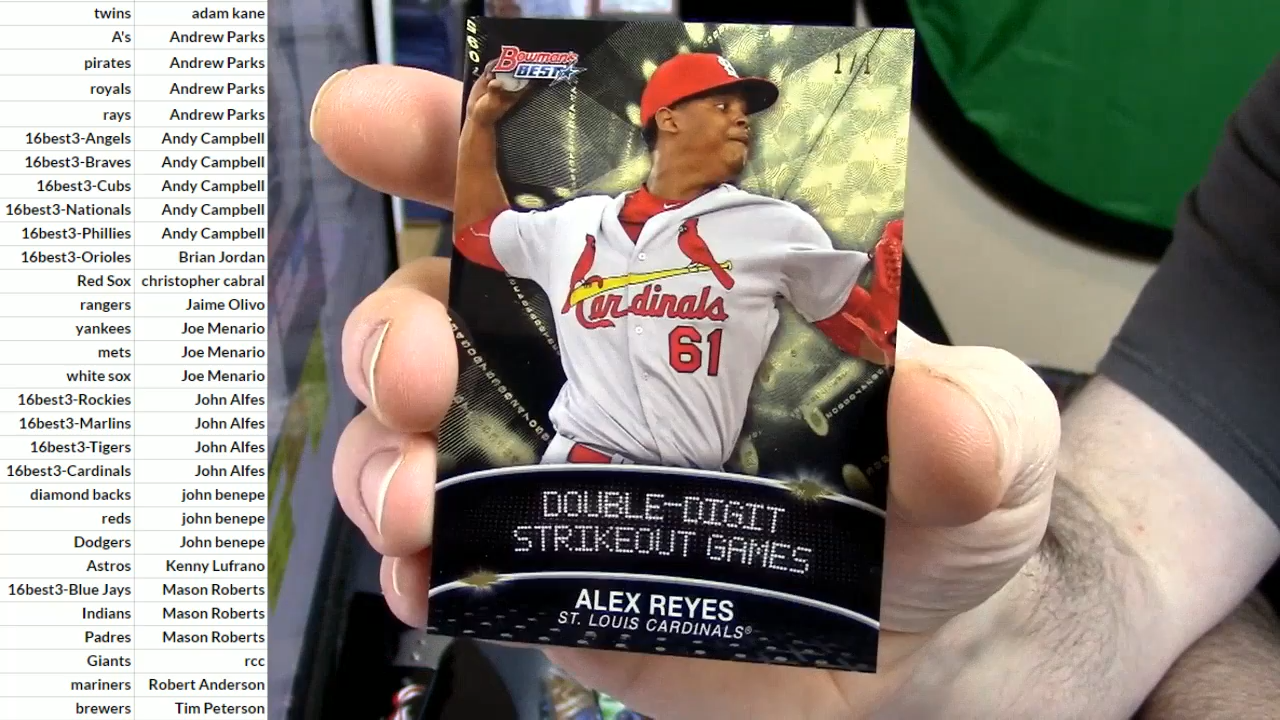 twins adam kane
A's Andrew Parks
pirates Andrew Parks
royals Andrew Parks
rays Andrew Parks
16best3-Angels Andy Campbell
16best3-Braves Andy Campbell
16best3-Cubs Andy Campbell
16best3-Nationals Andy Campbell
16best3-Phillies Andy Campbell
16best3-Orioles Brian Jordan
Red Sox christopher cabral
rangers Jaime Olivo
yankees Joe Menario
mets Joe Menario
white sox Joe Menario
16best3-Rockies John Alfes
16best3-Marlins John Alfes
16best3-Tigers John Alfes
16best3-Cardinals John Alfes
diamond backs john benepe
reds john benepe
Dodgers John benepe
Astros Kenny Lufrano
16best3-Blue Jays Mason Roberts
Indians Mason Roberts
Padres Mason Roberts
Giants rcc
mariners Robert Anderson
brewers Tim Peterson
Bowman's
BEST
1/1
Cardinals
61
DOUBLE-DIGIT
STRIKEOUT GAMES
ALEX REYES
ST. LOUIS CARDINALS®